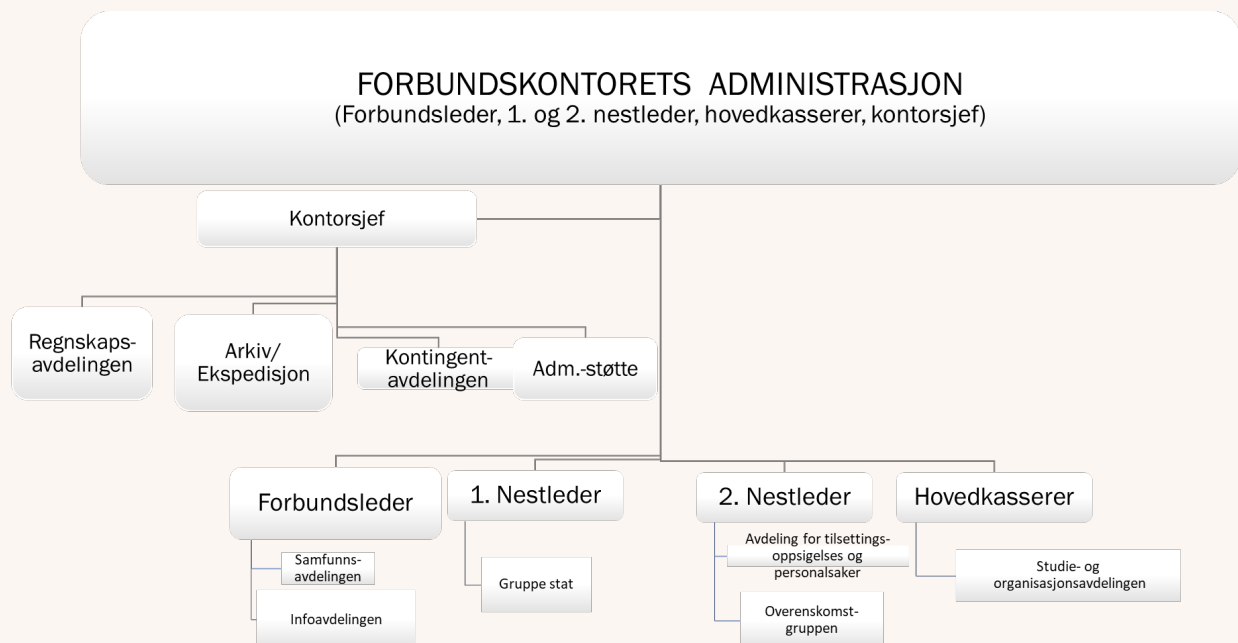 FORBUNDSKONTORETS ADMINISTRASJON
(Forbundsleder, 1. og 2. nestleder, hovedkasserer, kontorsjef)
Kontorsjef
Regnskaps-
avdelingen
Arkiv/
Ekspedisjon
Kontingent-
avdelingen
Adm.-støtte
Forbundsleder
1. Nestleder
2. Nestleder
Hovedkasserer
Samfunns-
avdelingen
Infoavdelingen
Gruppe stat
Avdeling for tilsettings-
oppsigelses og
personalsaker
Overenskomst-
gruppen
Studie- og
organisasjonsavdelingen